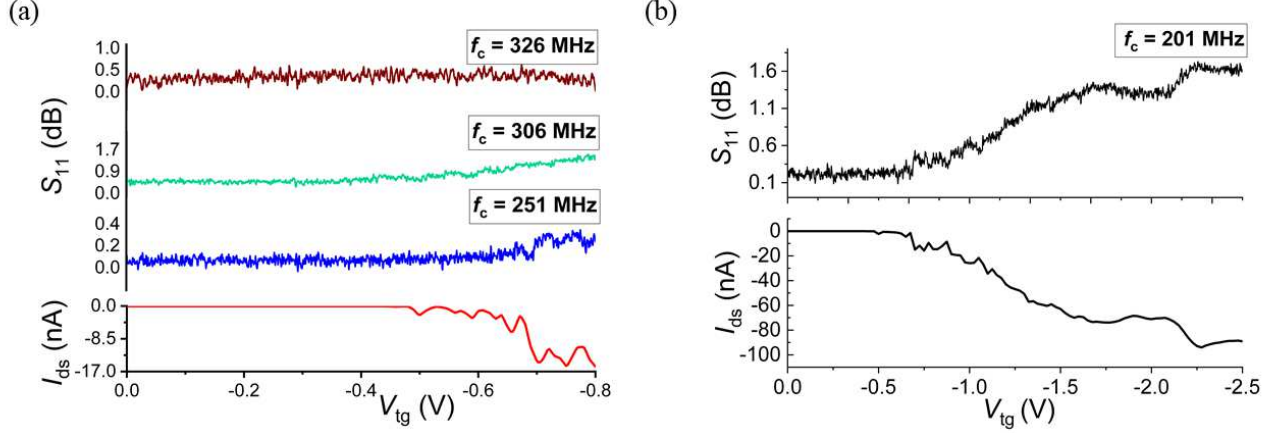 (a)
1.0
0.5
0.0
f_c = 326 MHz
1.7
0.9
0.0
f_c = 306 MHz
S_11 (dB)
0.4
0.2
0.0
f_c = 251 MHz
0.0
-8.5
-17.0
I_ds (nA)
0.0 -0.2 -0.4 -0.6 -0.8
V_tg (V)
(b)
f_c = 201 MHz
1.6
1.1
0.6
0.1
S_11 (dB)
0
-20
-40
-60
-80
-100
I_ds (nA)
0.0 -0.5 -1.0 -1.5 -2.0 -2.5
V_tg (V)